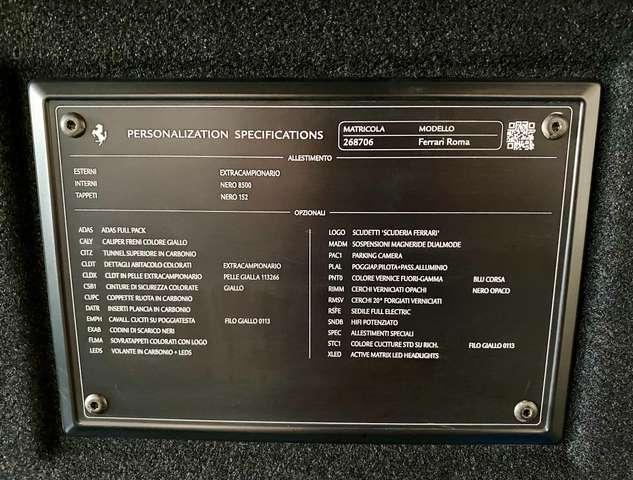 PERSONALIZATION SPECIFICATIONS
MATRICOLA MODELLO
268706 Ferrari Roma
ALLESTIMENTO
ESTERNI EXTRACAMPIONARIO
INTERNI NERO 8500
TAPPETI NERO 152
OPZIONALI
ADAS ADAS FULL PACK
CALY CALIPER FRENI COLORE GIALLO
CITZ TUNNEL SUPERIORE IN CARBONIO
CLDT DETTAGLI ABITACOLO COLORATI EXTRACAMPIONARIO
CLDX CLDT IN PELLE EXTRACAMPIONARIO PELLE GIALLA 113266
CSB1 CINTURE DI SICUREZZA COLORATE GIALLO
CUPC COPPETTE RUOTA IN CARBONIO
DATR INSERTI PLANCIA IN CARBONIO
EMPH CAVALL. CUCITI SU POGGIATESTA FILO GIALLO 0113
EXAB CODINI DI SCARICO NERI
FLMA SOVRATAPPETI COLORATI CON LOGO
LEDS VOLANTE IN CARBONIO + LEDS
LOGO SCUDETTI 'SCUDERIA FERRARI'
MADM SOSPENSIONI MAGNERIDE DUALMODE
PAC1 PARKING CAMERA
PLAL POGGIAP.PILOTA+PASS.ALLUMINIO
PNT0 COLORE VERNICE FUORI-GAMMA BLU CORSA
RIMM CERCHI VERNICIATI OPACHI NERO OPACO
RMSV CERCHI 20" FORGIATI VERNICIATI
RSFE SEDILE FULL ELECTRIC
SNDB HIFI POTENZIATO
SPEC ALLESTIMENTI SPECIALI
STC1 COLORE CUCITURE STD SU RICH. FILO GIALLO 0113
XLED ACTIVE MATRIX LED HEADLIGHTS